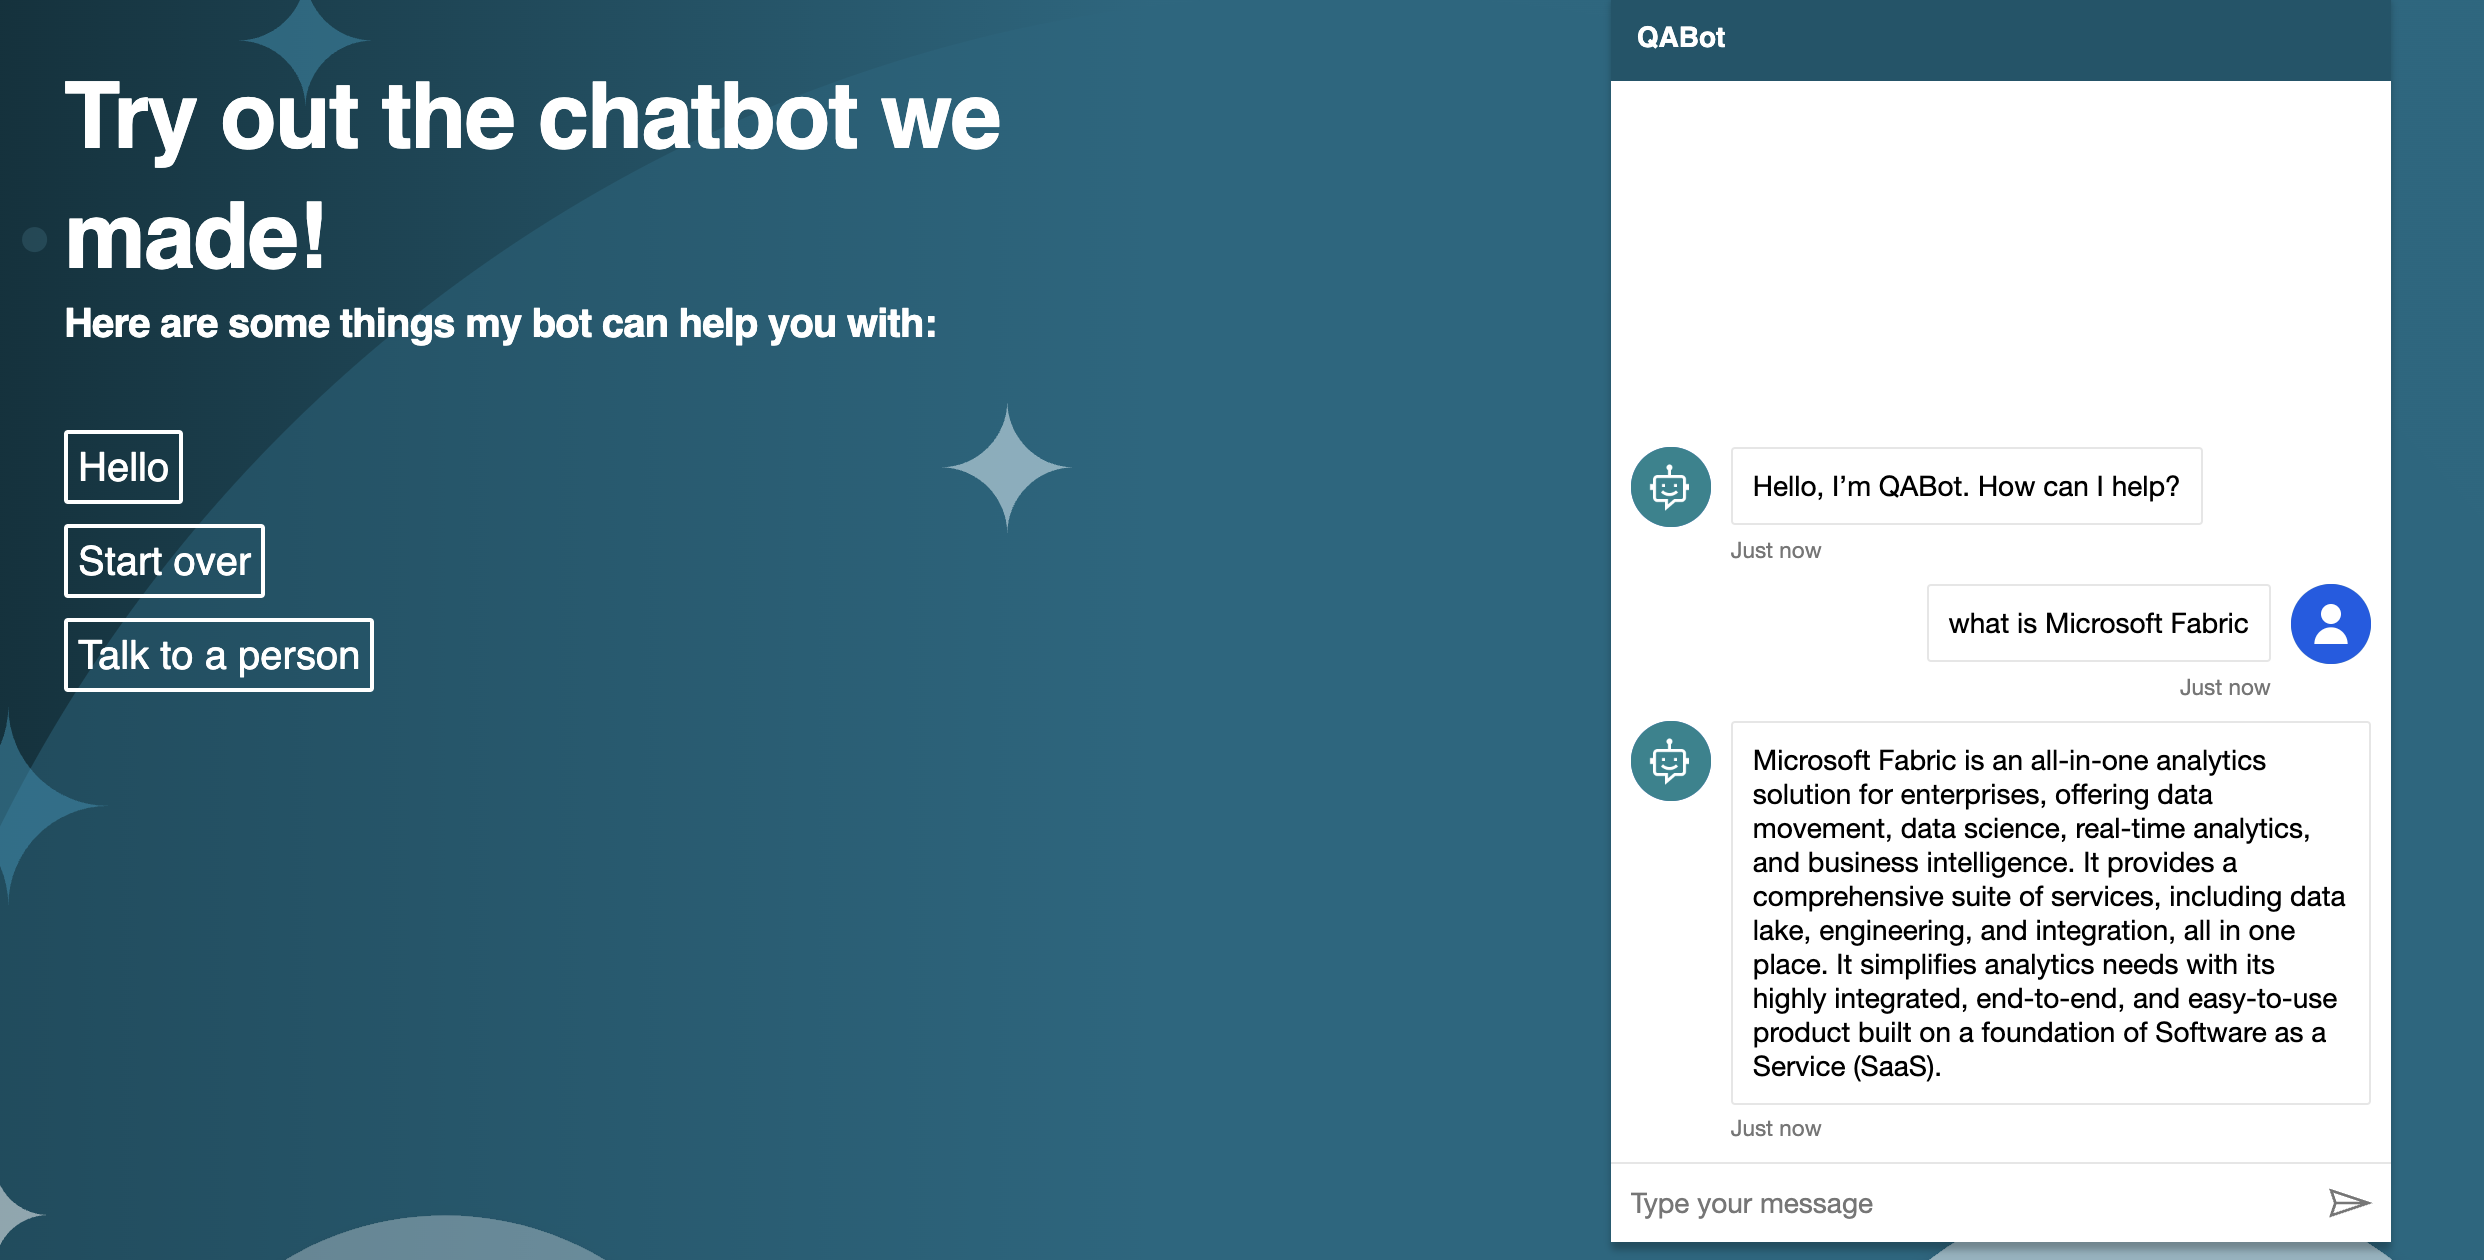 Try out the chatbot we
made!
Here are some things my bot can help you with:
Hello
Start over
Talk to a person
QABot
Hello, I’m QABot. How can I help?
Just now
what is Microsoft Fabric
Just now
Microsoft Fabric is an all-in-one analytics
solution for enterprises, offering data
movement, data science, real-time analytics,
and business intelligence. It provides a
comprehensive suite of services, including data
lake, engineering, and integration, all in one
place. It simplifies analytics needs with its
highly integrated, end-to-end, and easy-to-use
product built on a foundation of Software as a
Service (SaaS).
Just now
Type your message